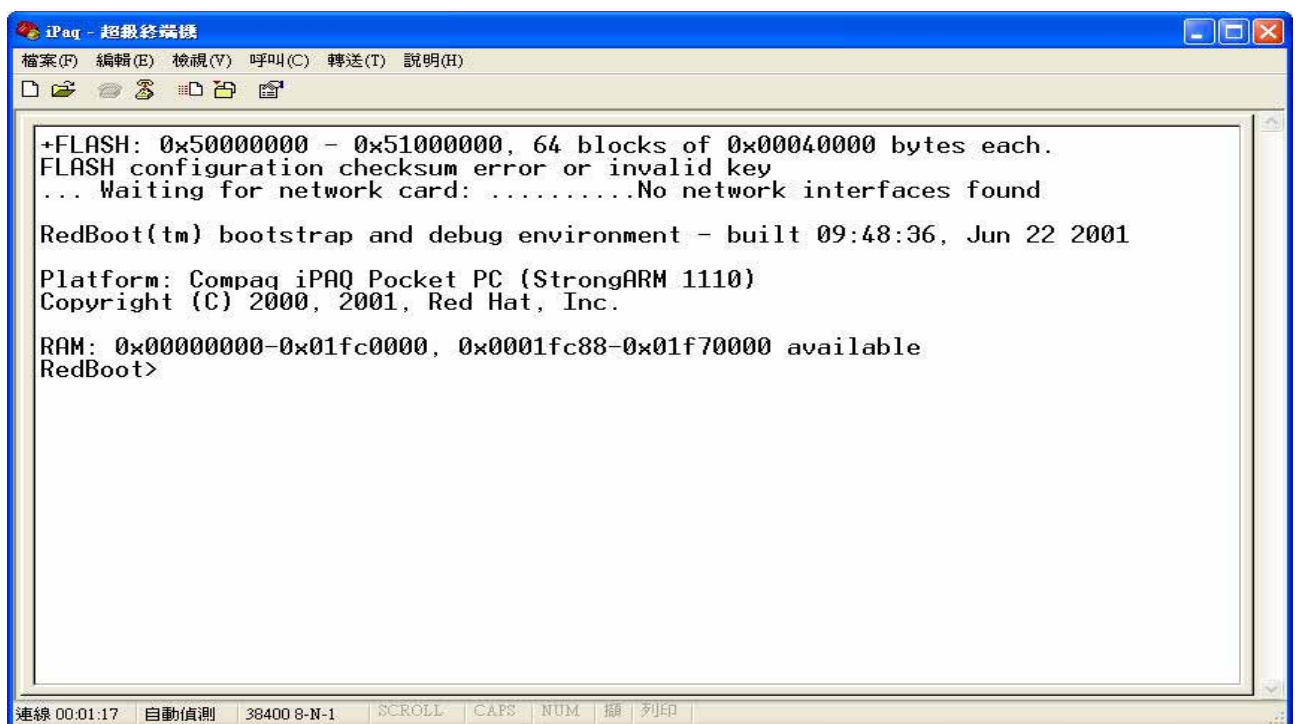 iPaq - 超級終端機
檔案(F) 編輯(E) 檢視(V) 呼叫(C) 轉送(T) 說明(H)
+FLASH: 0x50000000 - 0x51000000, 64 blocks of 0x00040000 bytes each.
FLASH configuration checksum error or invalid key
... Waiting for network card: ..........No network interfaces found
RedBoot(tm) bootstrap and debug environment - built 09:48:36, Jun 22 2001
Platform: Compaq iPAQ Pocket PC (StrongARM 1110)
Copyright (C) 2000, 2001, Red Hat, Inc.
RAM: 0x00000000-0x01fc0000, 0x0001fc88-0x01f70000 available
RedBoot>
連線 00:01:17 自動偵測 38400 8-N-1 SCROLL CAPS NUM 擷 列印